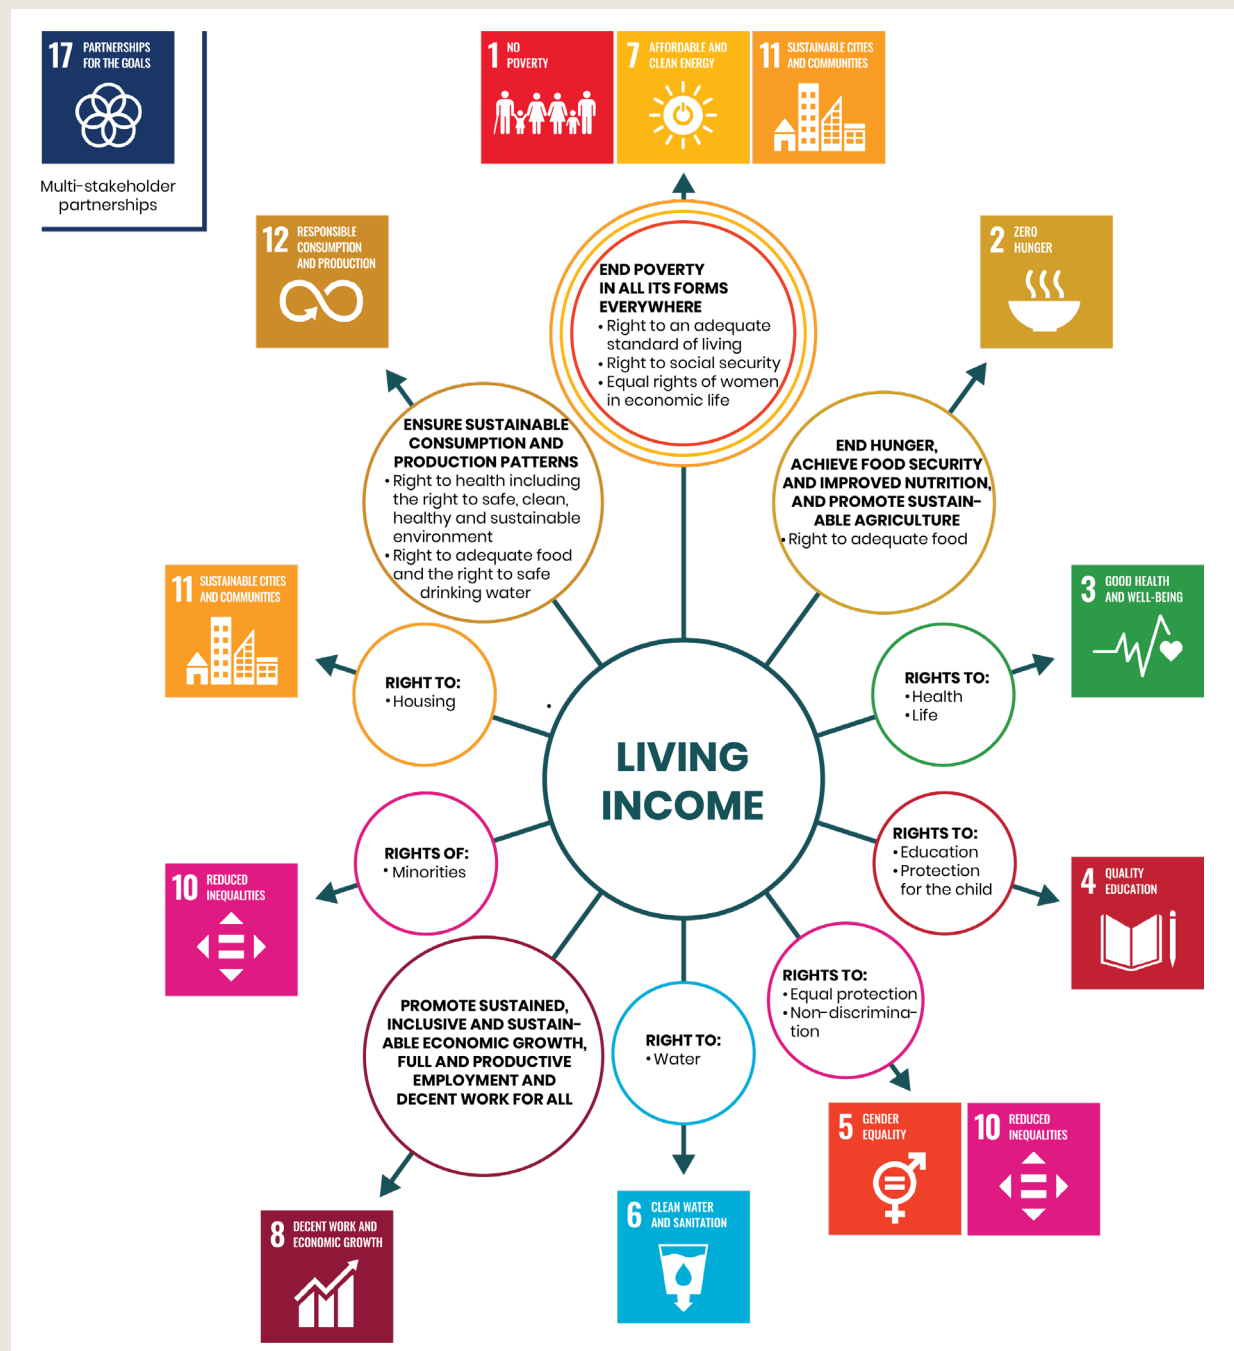 17 PARTNERSHIPS
FOR THE GOALS
Multi-stakeholder
partnerships
1 NO
POVERTY
7 AFFORDABLE AND
CLEAN ENERGY
11 SUSTAINABLE CITIES
AND COMMUNITIES
END POVERTY
IN ALL ITS FORMS
EVERYWHERE
• Right to an adequate
standard of living
• Right to social security
• Equal rights of women
in economic life
12 RESPONSIBLE
CONSUMPTION
AND PRODUCTION
ENSURE SUSTAINABLE
CONSUMPTION AND
PRODUCTION PATTERNS
• Right to health including
the right to safe, clean,
healthy and sustainable
environment
• Right to adequate food
and the right to safe
drinking water
2 ZERO
HUNGER
END HUNGER,
ACHIEVE FOOD SECURITY
AND IMPROVED NUTRITION,
AND PROMOTE SUSTAIN-
ABLE AGRICULTURE
• Right to adequate food
11 SUSTAINABLE CITIES
AND COMMUNITIES
RIGHT TO:
• Housing
3 GOOD HEALTH
AND WELL-BEING
RIGHTS TO:
• Health
• Life
LIVING
INCOME
10 REDUCED
INEQUALITIES
RIGHTS OF:
• Minorities
RIGHTS TO:
• Education
• Protection
for the child
4 QUALITY
EDUCATION
PROMOTE SUSTAINED,
INCLUSIVE AND SUSTAIN-
ABLE ECONOMIC GROWTH,
FULL AND PRODUCTIVE
EMPLOYMENT AND
DECENT WORK FOR ALL
8 DECENT WORK AND
ECONOMIC GROWTH
RIGHT TO:
• Water
6 CLEAN WATER
AND SANITATION
RIGHTS TO:
• Equal protection
• Non-discrimina-
tion
5 GENDER
EQUALITY
10 REDUCED
INEQUALITIES